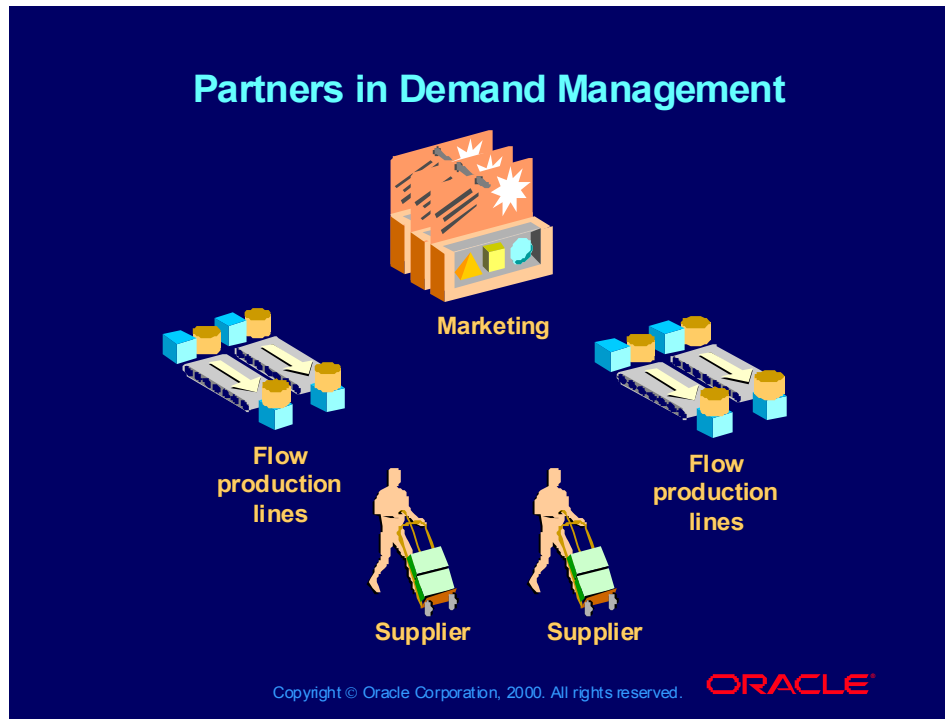 Partners in Demand Management
Marketing
Flow
production
lines
Flow
production
lines
Supplier
Supplier
Copyright © Oracle Corporation, 2000. All rights reserved.
ORACLE®